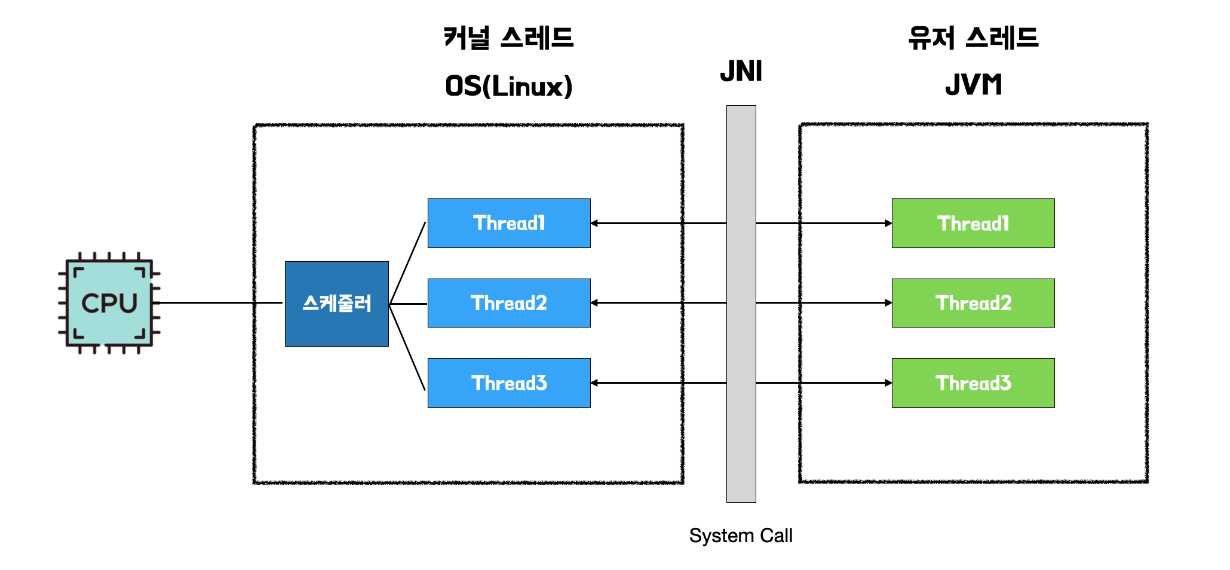 커널 스레드
OS(Linux)
JNI
유저 스레드
JVM
CPU
스케줄러
Thread1
Thread2
Thread3
Thread1
Thread2
Thread3
System Call